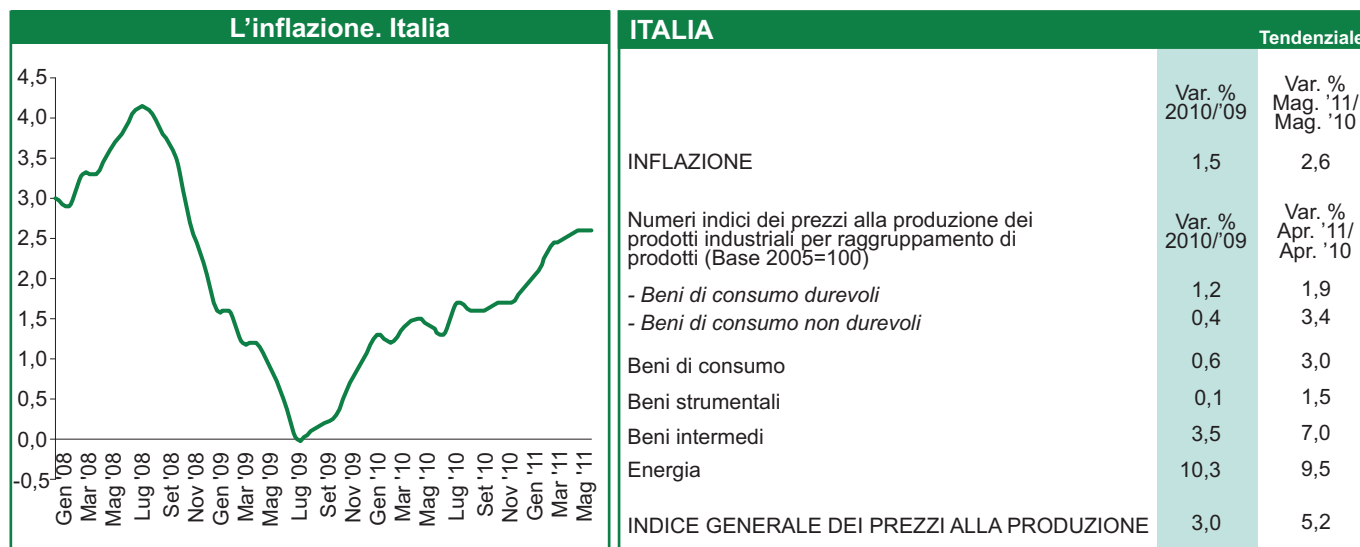 L'inflazione. Italia
4,5
4,0
3,5
3,0
2,5
2,0
1,5
1,0
0,5
0,0
-0,5
Gen '08
Mar '08
Mag '08
Lug '08
Set '08
Nov '08
Gen '09
Mar '09
Mag '09
Lug '09
Set '09
Nov '09
Gen '10
Mar '10
Mag '10
Lug '10
Set '10
Nov '10
Gen '11
Mar '11
Mag '11
ITALIA
Tendenziale
Var. %
2010/'09
Var. %
Mag. '11/
Mag. '10
INFLAZIONE 1,5 2,6
Numeri indici dei prezzi alla produzione dei
prodotti industriali per raggruppamento di
prodotti (Base 2005=100)
Var. %
2010/'09
Var. %
Apr. '11/
Apr. '10
- Beni di consumo durevoli 1,2 1,9
- Beni di consumo non durevoli 0,4 3,4
Beni di consumo 0,6 3,0
Beni strumentali 0,1 1,5
Beni intermedi 3,5 7,0
Energia 10,3 9,5
INDICE GENERALE DEI PREZZI ALLA PRODUZIONE 3,0 5,2